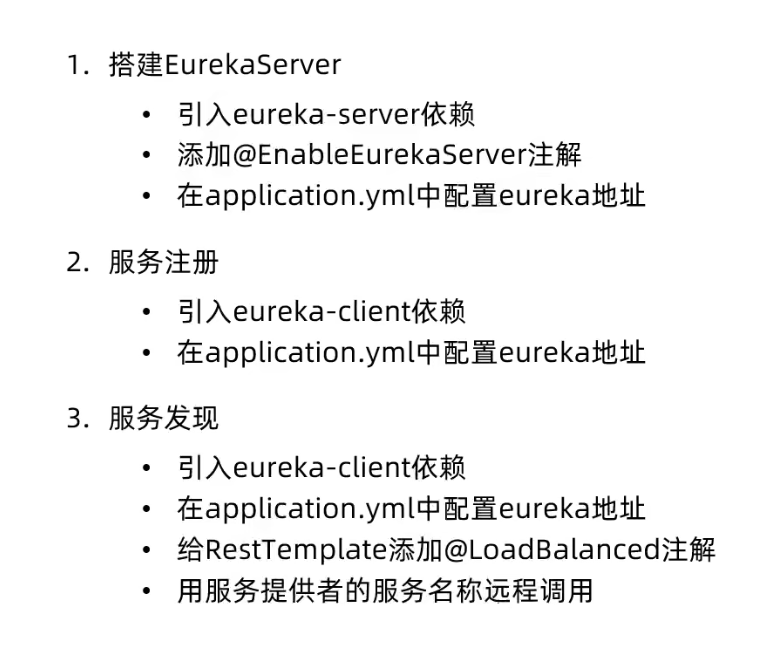 1. 搭建EurekaServer
• 引入eureka-server依赖
• 添加@EnableEurekaServer注解
• 在application.yml中配置eureka地址
2. 服务注册
• 引入eureka-client依赖
• 在application.yml中配置eureka地址
3. 服务发现
• 引入eureka-client依赖
• 在application.yml中配置eureka地址
• 给RestTemplate添加@LoadBalanced注解
• 用服务提供者的服务名称远程调用